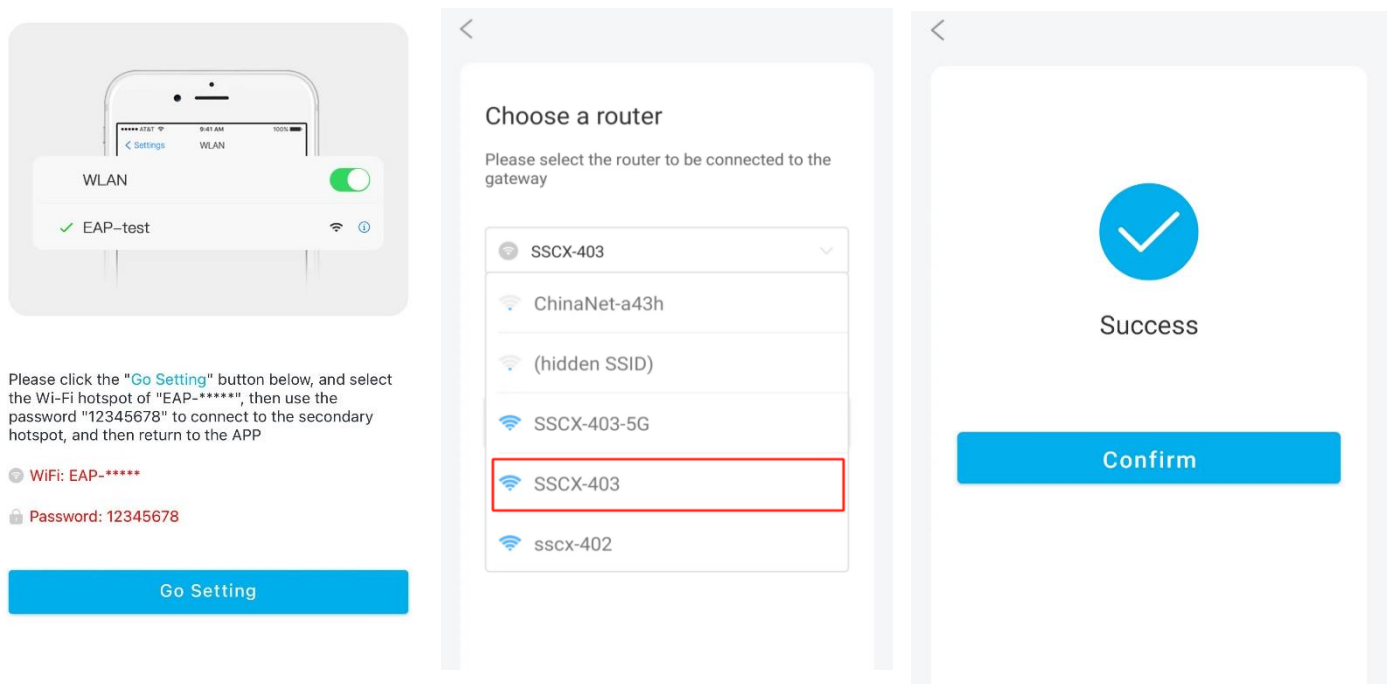 AT&T
9:41 AM
100%
Settings
WLAN
WLAN
EAP-test
Please click the "Go Setting" button below, and select
the Wi-Fi hotspot of "EAP-*****", then use the
password "12345678" to connect to the secondary
hotspot, and then return to the APP
WiFi: EAP-*****
Password: 12345678
Go Setting
Choose a router
Please select the router to be connected to the
gateway
SSCX-403
ChinaNet-a43h
(hidden SSID)
SSCX-403-5G
SSCX-403
sscx-402
Success
Confirm